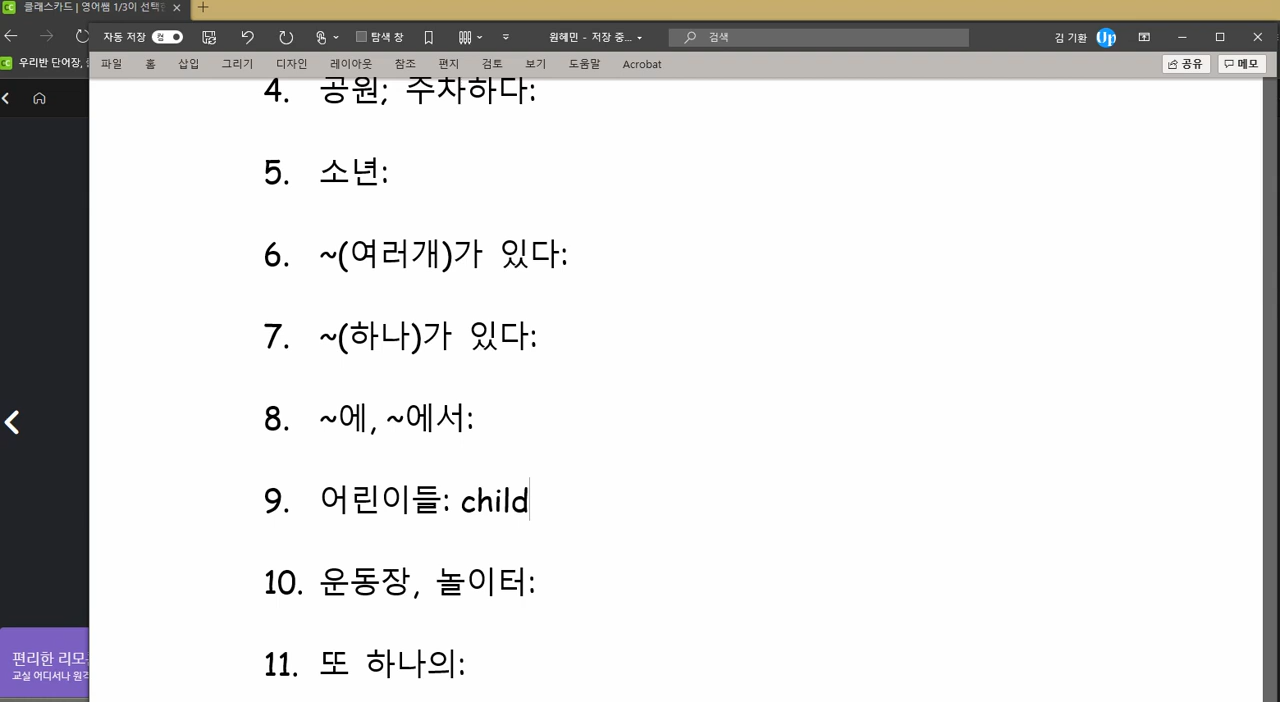 클래스카드 | 영어쌤 1/3이 선택한
자동 저장 컴 탐색 창 원혜민 - 저장 중... 검색 김 기환 Up
우리반 단어장,
파일 홈 삽입 그리기 디자인 레이아웃 참조 편지 검토 보기 도움말 Acrobat 공유 메모
4. 공원; 주차하다:
5. 소년:
6. ~(여러개)가 있다:
7. ~(하나)가 있다:
8. ~에, ~에서:
9. 어린이들: child
10. 운동장, 놀이터:
11. 또 하나의:
편리한 리모
교실 어디서나 원격